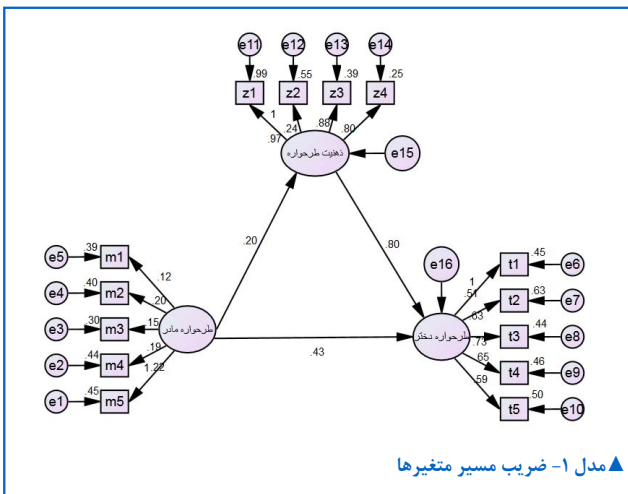 e11 e12 e13 e14
.99 .55 .39 .25
z1 z2 z3 z4
1 .24 .88 .80
.97
ذهنیت طرحواره
e15
.20
.80
e5 .39 m1
e4 .40 m2
e3 .30 m3
e2 .44 m4
e1 .45 m5
.12
.20
.15
.19
1.22
طرحواره مادر
.43
e16
طرحواره دختر
1
.51
.63
.73
.65
.59
t1 .45 e6
t2 .63 e7
t3 .44 e8
t4 .46 e9
t5 .50 e10
▲مدل ۱- ضریب مسیر متغیرها